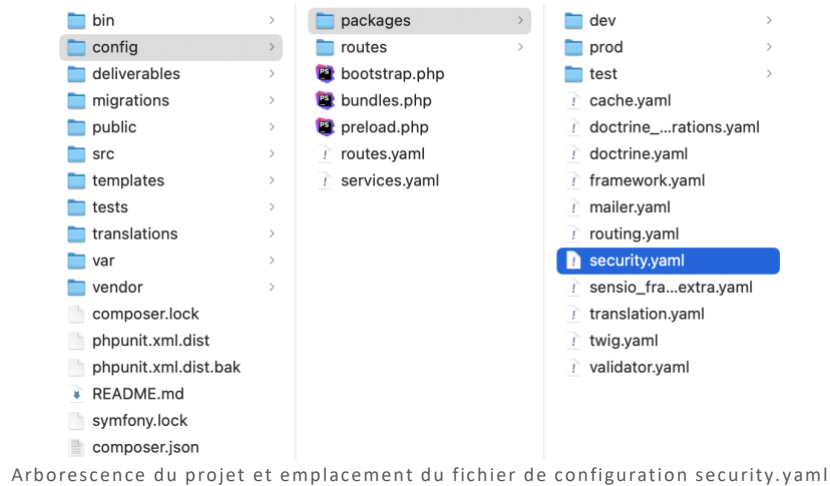 bin
config
deliverables
migrations
public
src
templates
tests
translations
var
vendor
composer.lock
phpunit.xml.dist
phpunit.xml.dist.bak
README.md
symfony.lock
composer.json
packages
routes
bootstrap.php
bundles.php
preload.php
routes.yaml
services.yaml
dev
prod
test
cache.yaml
doctrine_...rations.yaml
doctrine.yaml
framework.yaml
mailer.yaml
routing.yaml
security.yaml
sensio_fra...extra.yaml
translation.yaml
twig.yaml
validator.yaml
Arborescence du projet et emplacement du fichier de configuration security.yaml